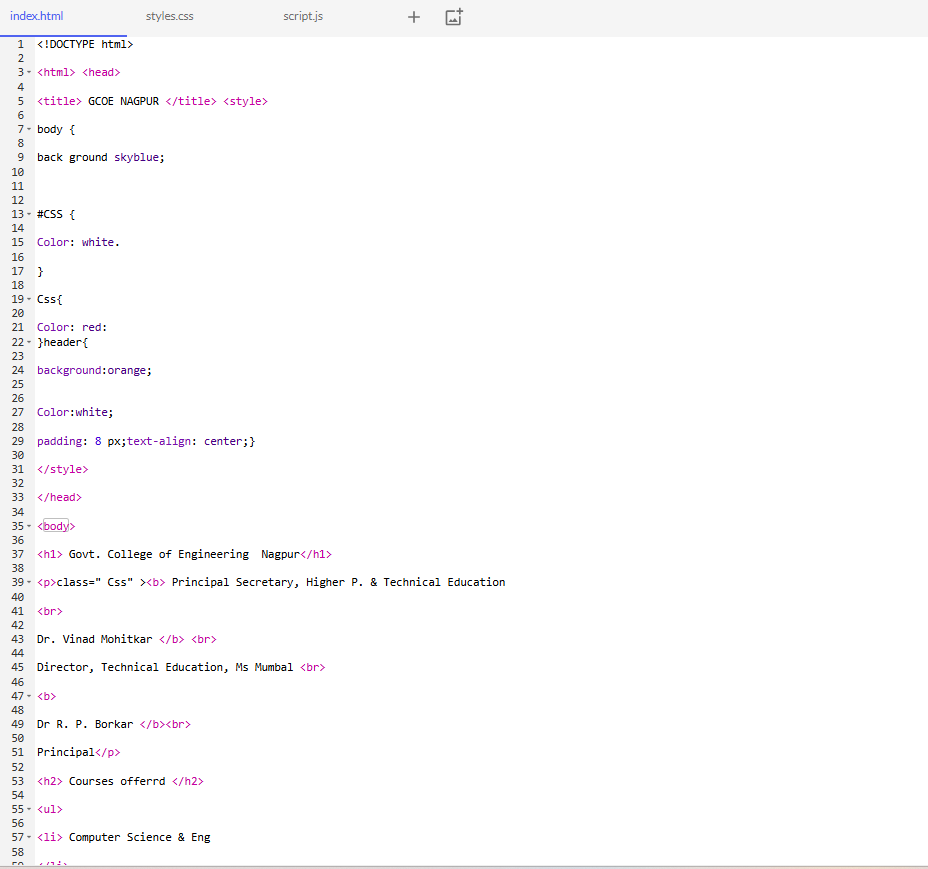 index.html styles.css script.js
1 <!DOCTYPE html>
2
3 <html> <head>
4
5 <title> GCOE NAGPUR </title> <style>
6
7 body {
8
9 back ground skyblue;
10
11
12
13 #CSS {
14
15 Color: white.
16
17 }
18
19 Css{
20
21 Color: red:
22 }header{
23
24 background:orange;
25
26
27 Color:white;
28
29 padding: 8 px;text-align: center;}
30
31 </style>
32
33 </head>
34
35 <body>
36
37 <h1> Govt. College of Engineering  Nagpur</h1>
38
39 <p>class=" Css" ><b> Principal Secretary, Higher P. & Technical Education
40
41 <br>
42
43 Dr. Vinad Mohitkar </b> <br>
44
45 Director, Technical Education, Ms Mumbal <br>
46
47 <b>
48
49 Dr R. P. Borkar </b><br>
50
51 Principal</p>
52
53 <h2> Courses offerrd </h2>
54
55 <ul>
56
57 <li> Computer Science & Eng
58
59 </li>